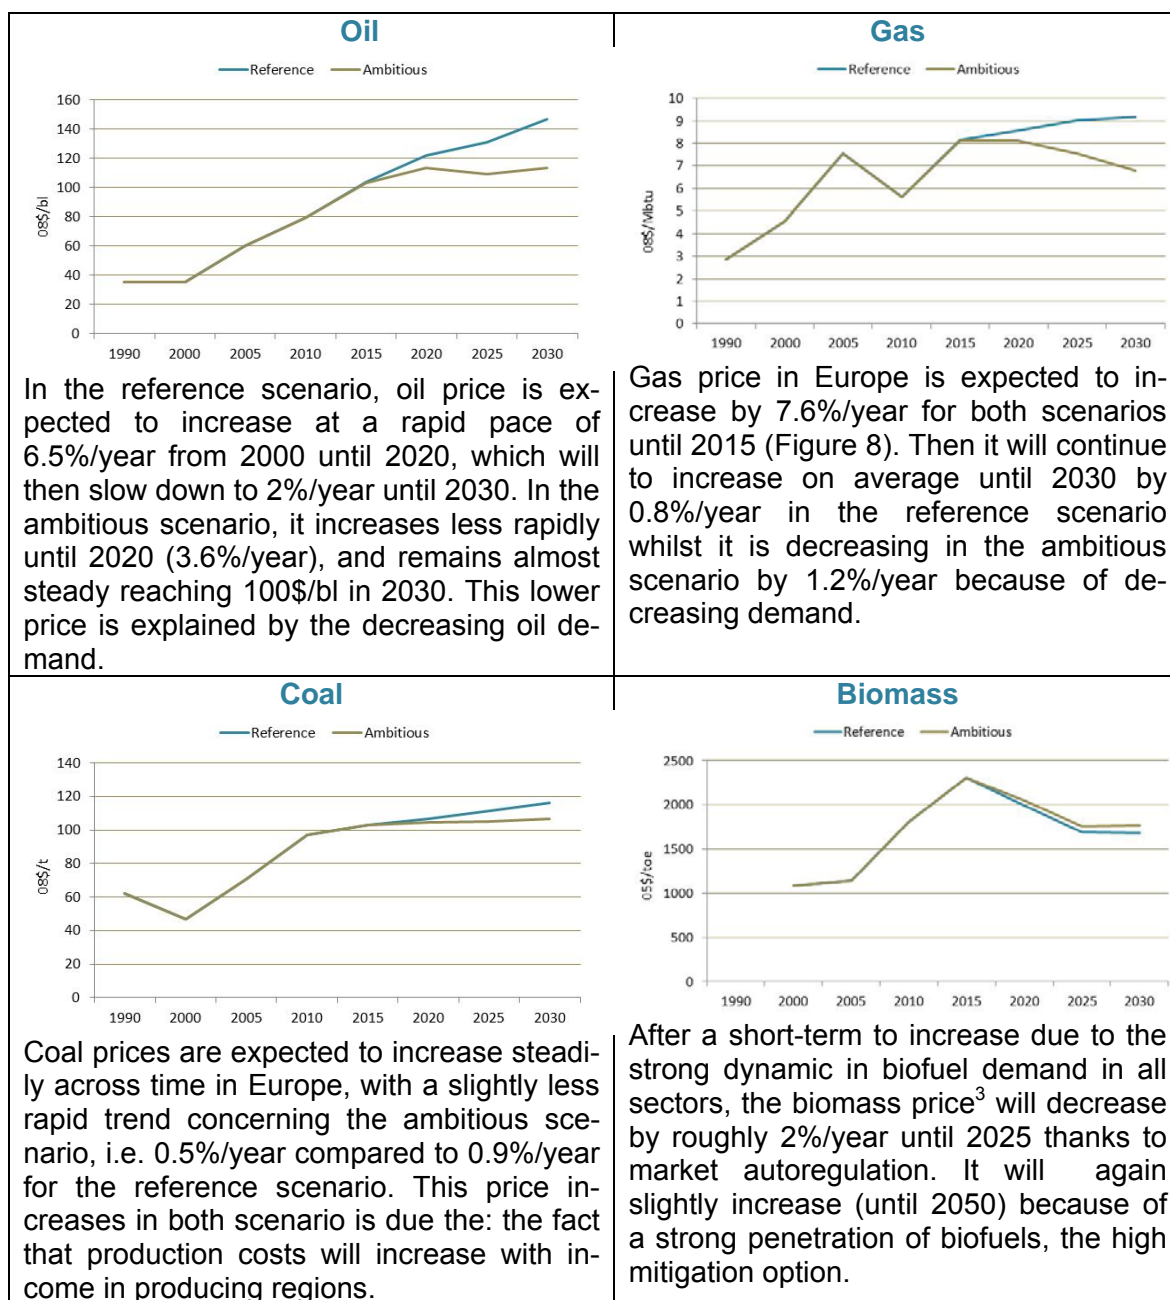 Oil
Reference Ambitious
160
140
120
100
80
60
40
20
0
08$/bl
1990 2000 2005 2010 2015 2020 2025 2030
In the reference scenario, oil price is ex-
pected to increase at a rapid pace of
6.5%/year from 2000 until 2020, which will
then slow down to 2%/year until 2030. In the
ambitious scenario, it increases less rapidly
until 2020 (3.6%/year), and remains almost
steady reaching 100$/bl in 2030. This lower
price is explained by the decreasing oil de-
mand.
Gas
Reference Ambitious
10
9
8
7
6
5
4
3
2
1
0
08$/Mbtu
1990 2000 2005 2010 2015 2020 2025 2030
Gas price in Europe is expected to in-
crease by 7.6%/year for both scenarios
until 2015 (Figure 8). Then it will continue
to increase on average until 2030 by
0.8%/year in the reference scenario
whilst it is decreasing in the ambitious
scenario by 1.2%/year because of de-
creasing demand.
Coal
Reference Ambitious
140
120
100
80
60
40
20
0
08$/t
1990 2000 2005 2010 2015 2020 2025 2030
Coal prices are expected to increase steadi-
ly across time in Europe, with a slightly less
rapid trend concerning the ambitious sce-
nario, i.e. 0.5%/year compared to 0.9%/year
for the reference scenario. This price in-
creases in both scenario is due the: the fact
that production costs will increase with in-
come in producing regions.
Biomass
Reference Ambitious
2500
2000
1500
1000
500
0
05$/toe
1990 2000 2005 2010 2015 2020 2025 2030
After a short-term to increase due to the
strong dynamic in biofuel demand in all
sectors, the biomass price³ will decrease
by roughly 2%/year until 2025 thanks to
market autoregulation. It will again
slightly increase (until 2050) because of
a strong penetration of biofuels, the high
mitigation option.